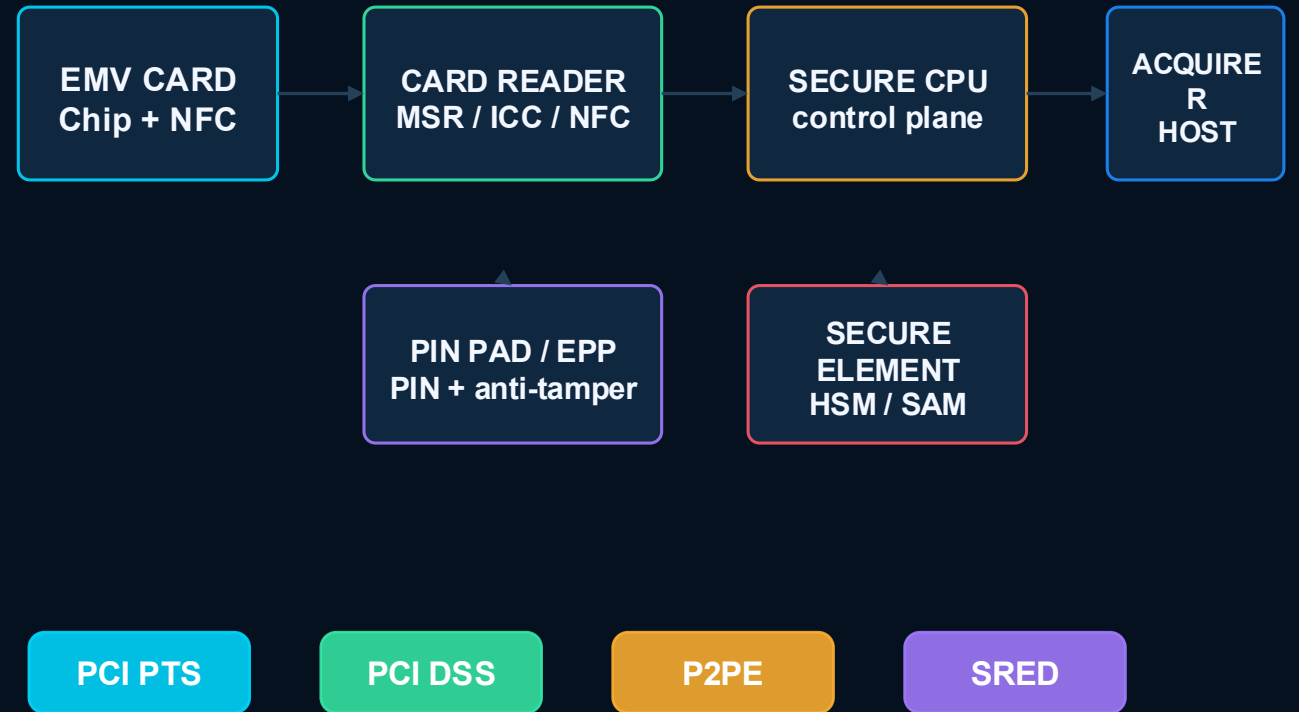 EMV CARD
Chip + NFC
CARD READER
MSR / ICC / NFC
SECURE CPU
control plane
ACQUIRE
R
HOST
PIN PAD / EPP
PIN + anti-tamper
SECURE
ELEMENT
HSM / SAM
PCI PTS
PCI DSS
P2PE
SRED